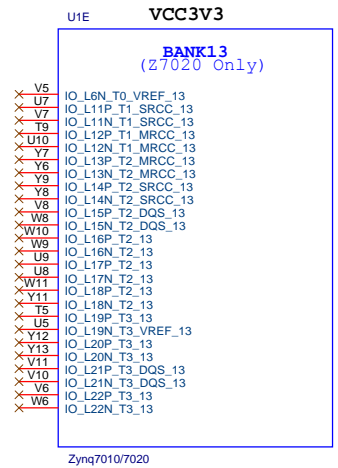 U1E VCC3V3
BANK13
(Z7020 Only)
V5 IO_L6N_T0_VREF_13
U7 IO_L11P_T1_SRCC_13
V7 IO_L11N_T1_SRCC_13
T9 IO_L12P_T1_MRCC_13
U10 IO_L12N_T1_MRCC_13
Y7 IO_L13P_T2_MRCC_13
Y6 IO_L13N_T2_MRCC_13
Y9 IO_L14P_T2_SRCC_13
Y8 IO_L14N_T2_SRCC_13
V8 IO_L15P_T2_DQS_13
W8 IO_L15N_T2_DQS_13
W10 IO_L16P_T2_13
W9 IO_L16N_T2_13
U9 IO_L17P_T2_13
U8 IO_L17N_T2_13
W11 IO_L18P_T2_13
Y11 IO_L18N_T2_13
T5 IO_L19P_T3_13
U5 IO_L19N_T3_VREF_13
Y12 IO_L20P_T3_13
Y13 IO_L20N_T3_13
V11 IO_L21P_T3_DQS_13
V10 IO_L21N_T3_DQS_13
V6 IO_L22P_T3_13
W6 IO_L22N_T3_13
Zynq7010/7020